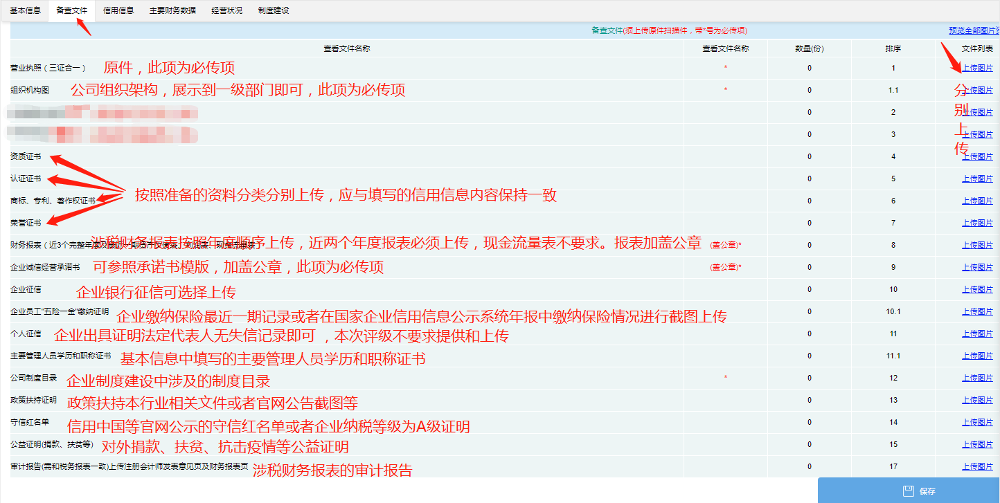 基本信息 备查文件 信用信息 主要财务数据 经营状况 制度建设
备查文件(须上传原件扫描件，带*号为必传项) 预览全部图片资
查看文件名称 查看文件名称 数量(份) 排序 文件列表
营业执照（三证合一） 原件，此项为必传项 * 0 1 上传图片
组织机构图 公司组织架构，展示到一级部门即可，此项为必传项 * 0 1.1 上传图片
0 2 上传图片
0 3 上传图片
分别上传
资质证书 0 4 上传图片
认证证书 0 5 上传图片
按照准备的资料分类分别上传，应与填写的信用信息内容保持一致
商标、专利、著作权证书 0 6 上传图片
荣誉证书 0 7 上传图片
财务报表（近3个完整年度及 涉税财务报表按照年度顺序上传，近两个年度报表必须上传，现金流量表不要求。报表加盖公章 (盖公章)* 0 8 上传图片
企业诚信经营承诺书 可参照承诺书模版，加盖公章，此项为必传项 (盖公章)* 0 9 上传图片
企业征信 企业银行征信可选择上传 0 10 上传图片
企业员工"五险一金"缴纳证明 企业缴纳保险最近一期记录或者在国家企业信用信息公示系统年报中缴纳保险情况进行截图上传 0 10.1 上传图片
个人征信 企业出具证明法定代表人无失信记录即可 ，本次评级不要求提供和上传 0 11 上传图片
主要管理人员学历和职称证书 基本信息中填写的主要管理人员学历和职称证书 0 11.1 上传图片
公司制度目录 企业制度建设中涉及的制度目录 * 0 12 上传图片
政策扶持证明 政策扶持本行业相关文件或者官网公告截图等 0 13 上传图片
守信红名单 信用中国等官网公示的守信红名单或者企业纳税等级为A级证明 0 14 上传图片
公益证明(捐款、扶贫等) 对外捐款、扶贫、抗击疫情等公益证明 0 15 上传图片
审计报告(需和税务报表一致)上传注册会计师发表意见页及财务报表页 涉税财务报表的审计报告 0 17 上传图片
保存